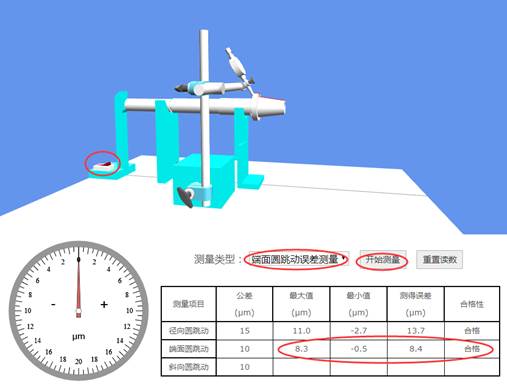 测量类型：端面圆跳动误差测量 开始测量 重置读数
0
2 2
4 4
6 6
8 8
10 10
12 12
14 14
16 16
18 18
20
- +
μm
测量项目 公差 (μm) 最大值 (μm) 最小值 (μm) 测得误差 (μm) 合格性
径向圆跳动 15 11.0 -2.7 13.7 合格
端面圆跳动 10 8.3 -0.5 8.4 合格
斜向圆跳动 10